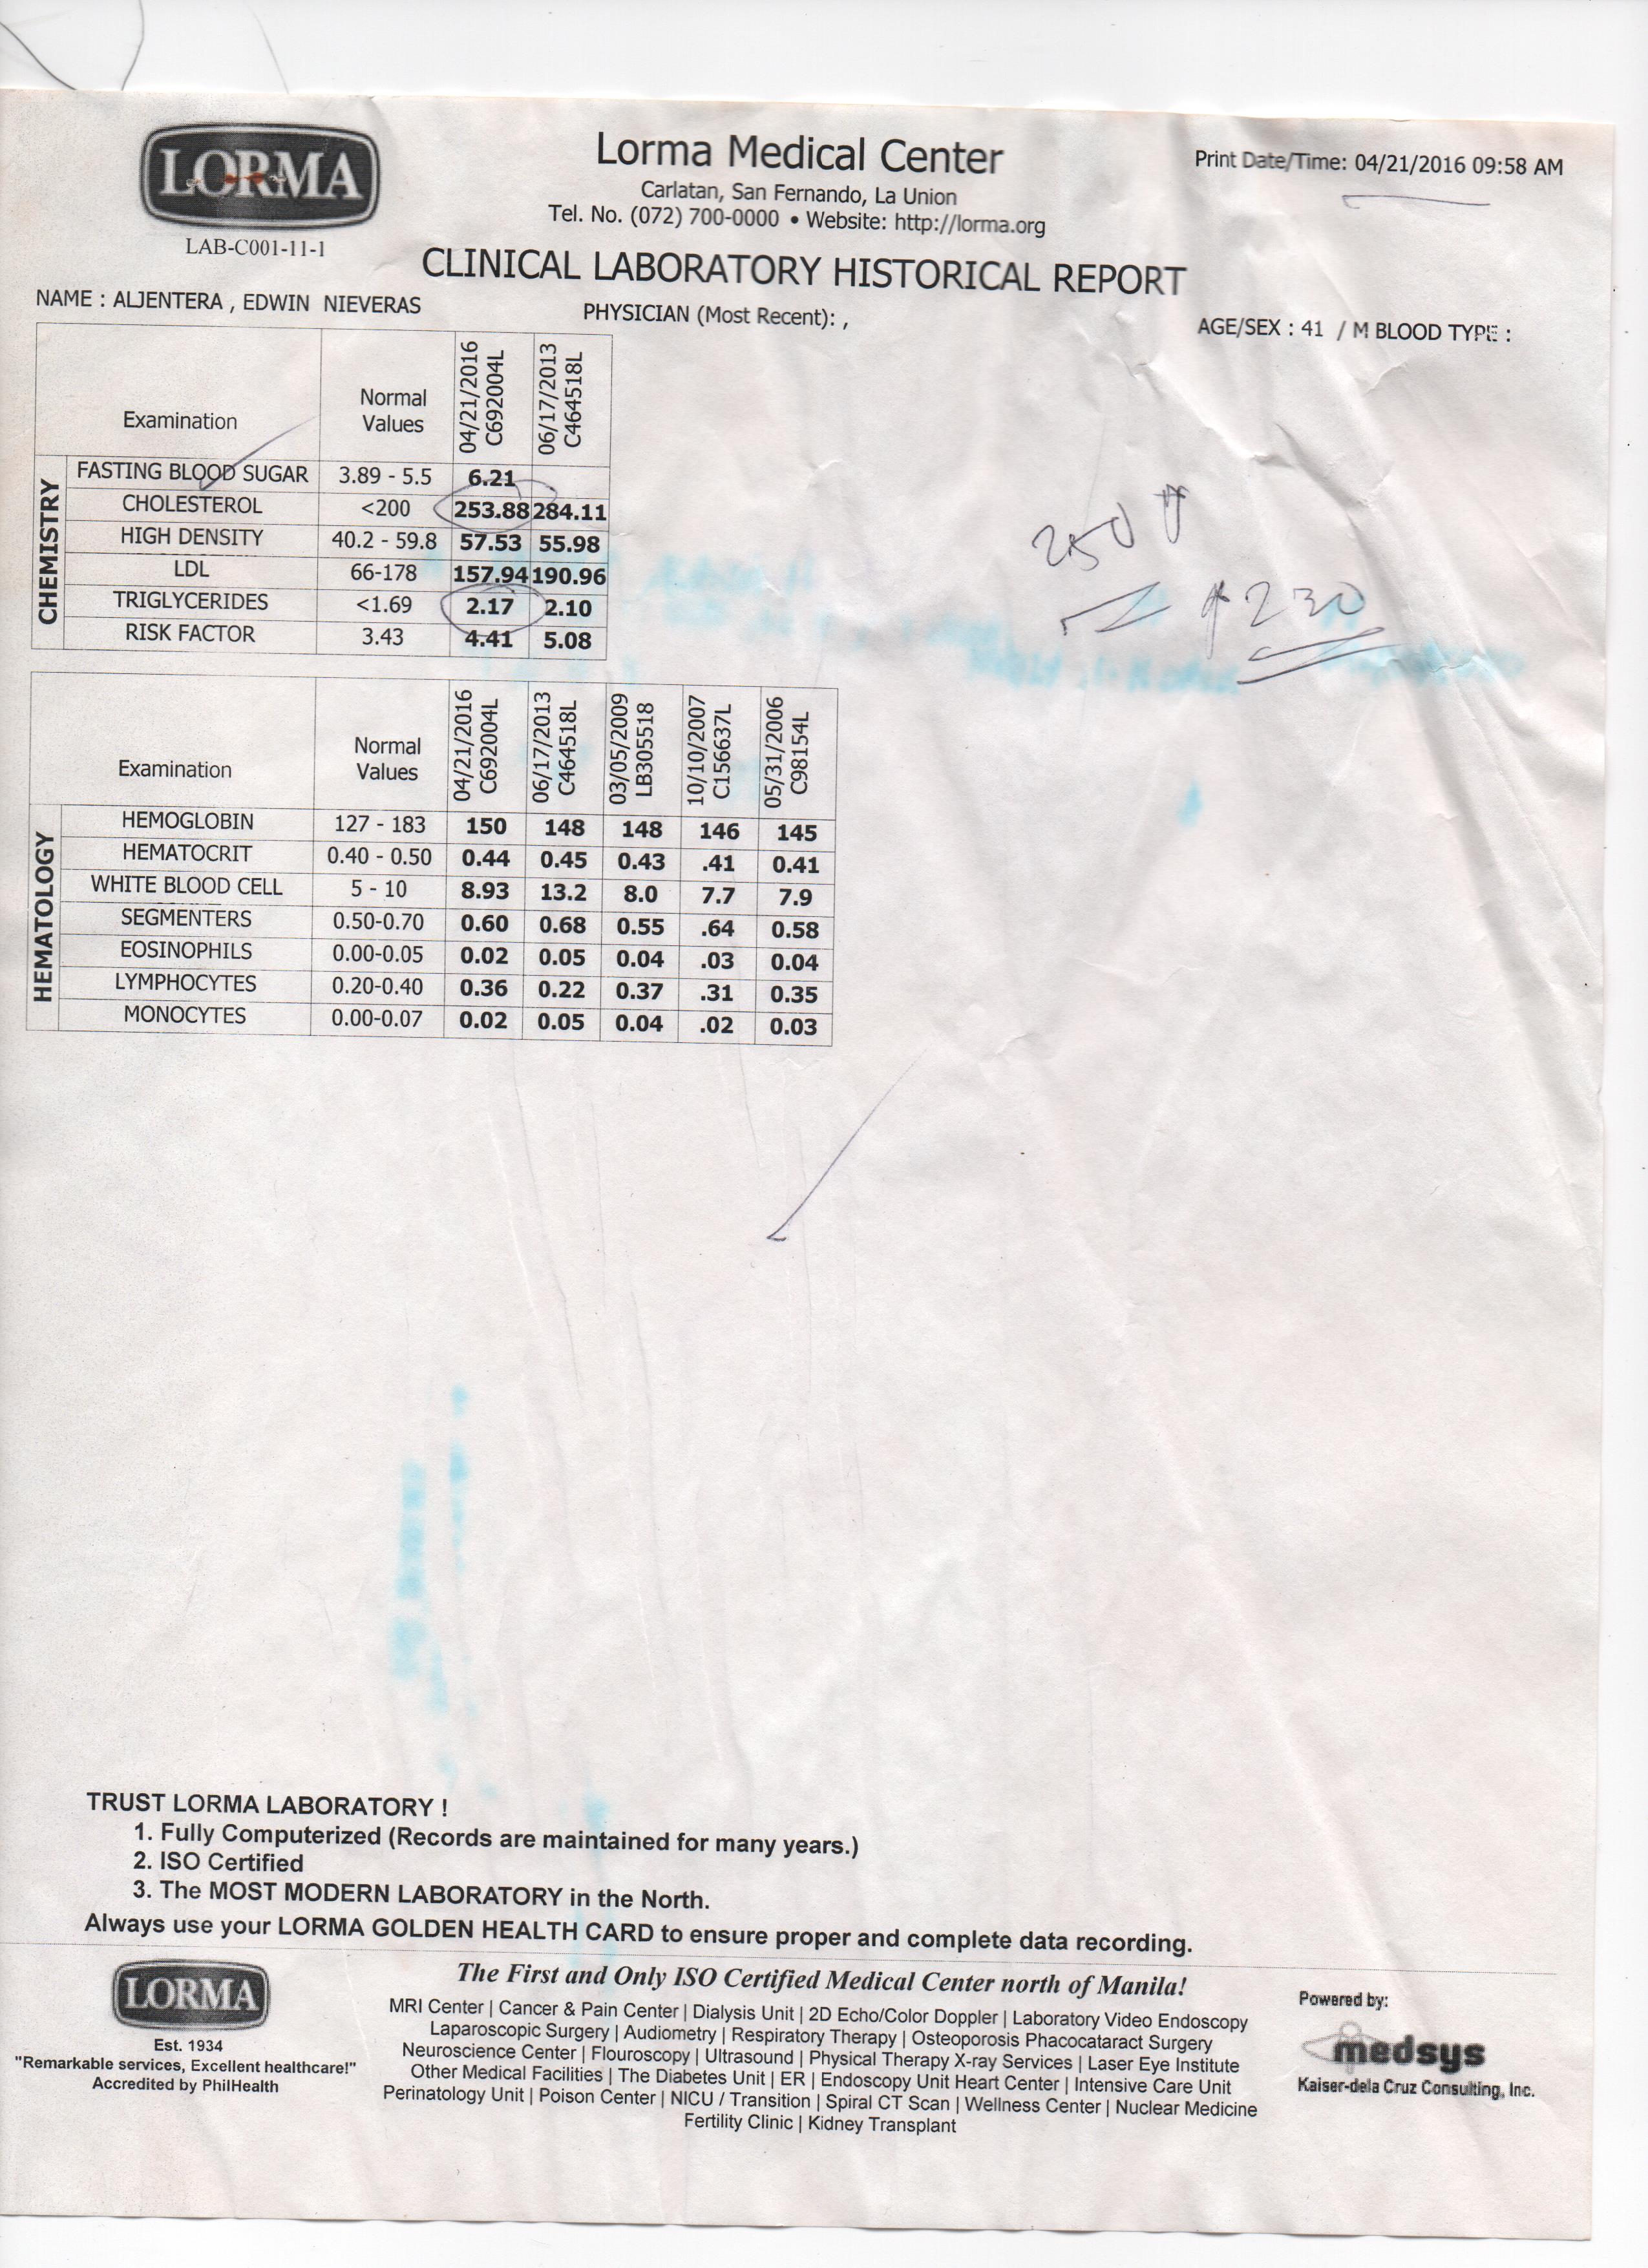 LORMA
LAB-C001-11-1
Lorma Medical Center
Carlatan, San Fernando, La Union
Tel. No. (072) 700-0000 • Website: http://lorma.org
Print Date/Time: 04/21/2016 09:58 AM
CLINICAL LABORATORY HISTORICAL REPORT
NAME : ALJENTERA , EDWIN NIEVERAS
PHYSICIAN (Most Recent): ,
AGE/SEX : 41 / M BLOOD TYPE :
Examination Normal Values 04/21/2016 C692004L 06/17/2013 C464518L
CHEMISTRY
FASTING BLOOD SUGAR 3.89 - 5.5 6.21
CHOLESTEROL <200 253.88 284.11
HIGH DENSITY 40.2 - 59.8 57.53 55.98
LDL 66-178 157.94 190.96
TRIGLYCERIDES <1.69 2.17 2.10
RISK FACTOR 3.43 4.41 5.08
250
230
Examination Normal Values 04/21/2016 C692004L 06/17/2013 C464518L 03/05/2009 LB305518 10/10/2007 C156637L 05/31/2006 C98154L
HEMATOLOGY
HEMOGLOBIN 127 - 183 150 148 148 146 145
HEMATOCRIT 0.40 - 0.50 0.44 0.45 0.43 .41 0.41
WHITE BLOOD CELL 5 - 10 8.93 13.2 8.0 7.7 7.9
SEGMENTERS 0.50-0.70 0.60 0.68 0.55 .64 0.58
EOSINOPHILS 0.00-0.05 0.02 0.05 0.04 .03 0.04
LYMPHOCYTES 0.20-0.40 0.36 0.22 0.37 .31 0.35
MONOCYTES 0.00-0.07 0.02 0.05 0.04 .02 0.03
TRUST LORMA LABORATORY !
1. Fully Computerized (Records are maintained for many years.)
2. ISO Certified
3. The MOST MODERN LABORATORY in the North.
Always use your LORMA GOLDEN HEALTH CARD to ensure proper and complete data recording.
LORMA
Est. 1934
"Remarkable services, Excellent healthcare!"
Accredited by PhilHealth
The First and Only ISO Certified Medical Center north of Manila!
MRI Center | Cancer & Pain Center | Dialysis Unit | 2D Echo/Color Doppler | Laboratory Video Endoscopy
Laparoscopic Surgery | Audiometry | Respiratory Therapy | Osteoporosis Phacocataract Surgery
Neuroscience Center | Flouroscopy | Ultrasound | Physical Therapy X-ray Services | Laser Eye Institute
Other Medical Facilities | The Diabetes Unit | ER | Endoscopy Unit Heart Center | Intensive Care Unit
Perinatology Unit | Poison Center | NICU / Transition | Spiral CT Scan | Wellness Center | Nuclear Medicine
Fertility Clinic | Kidney Transplant
Powered by:
medsys
Kaiser-dela Cruz Consulting, Inc.